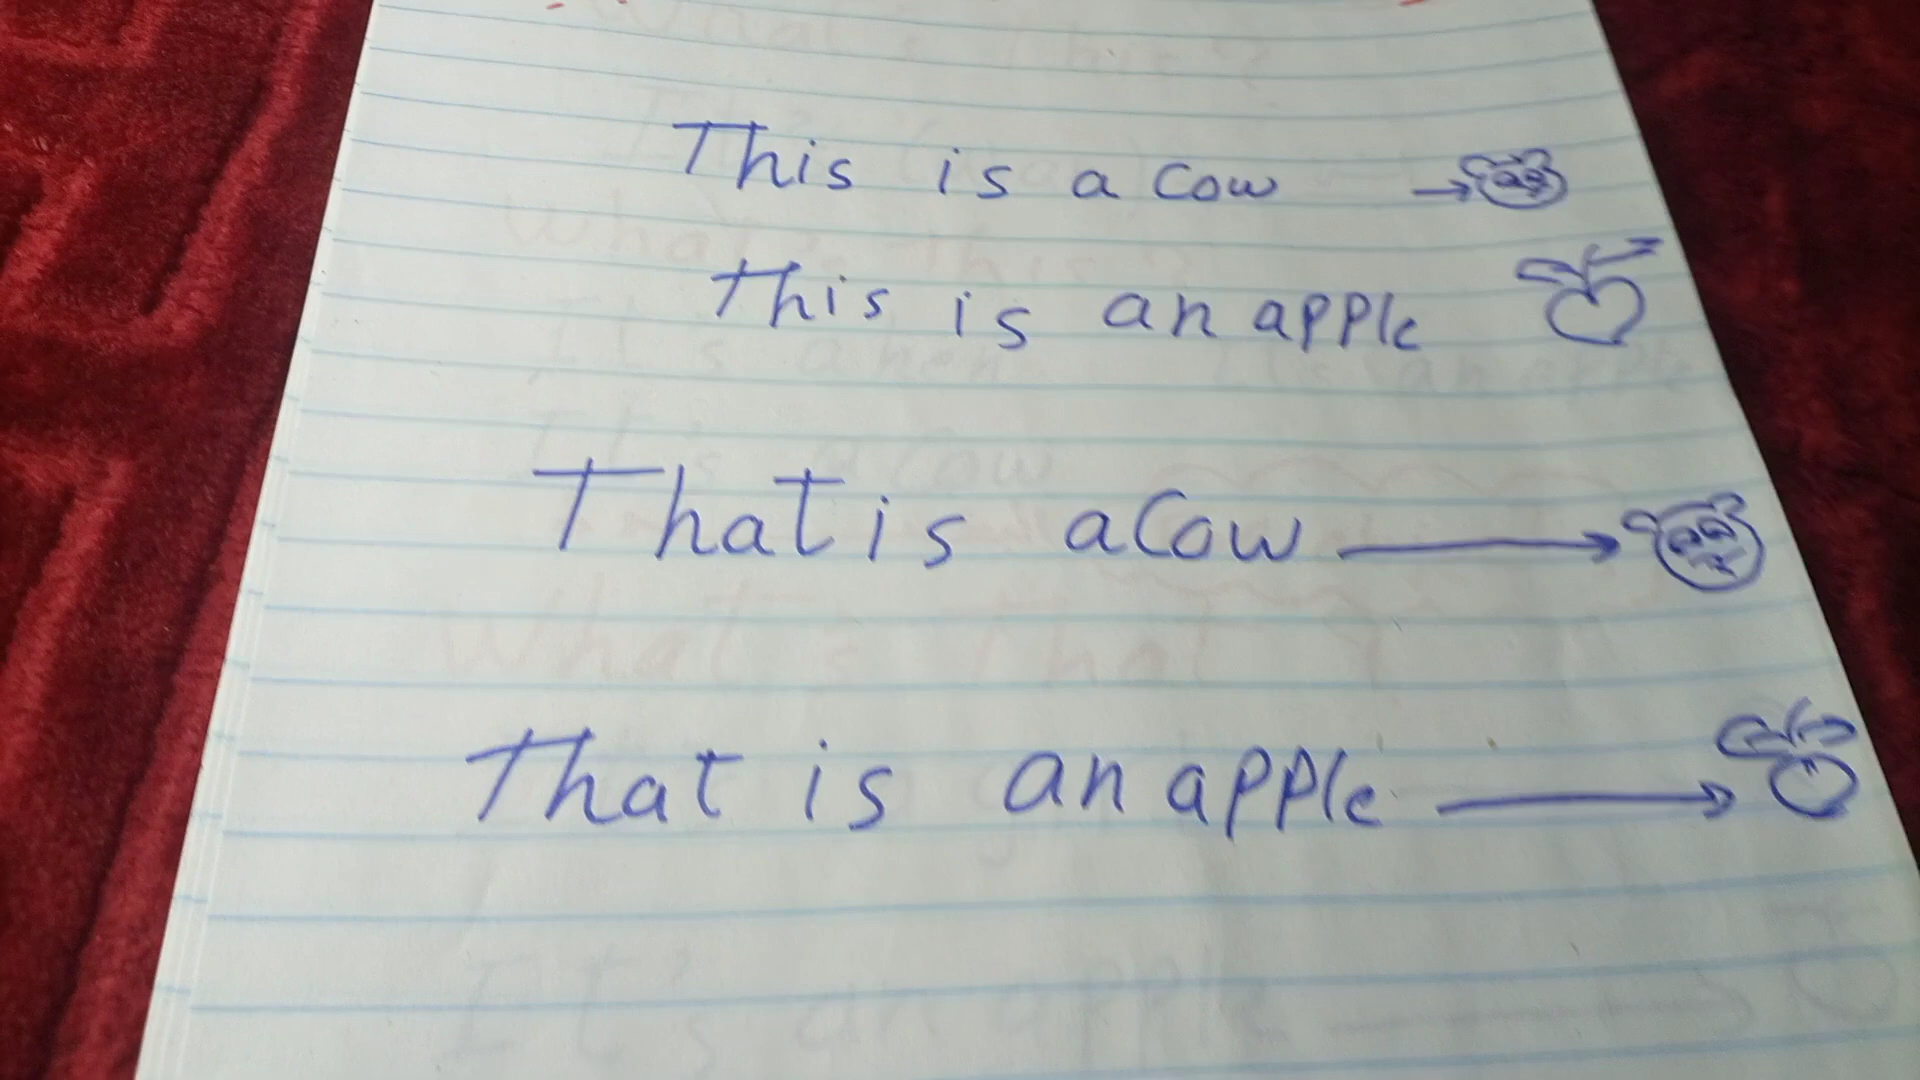 This is a cow
This is an apple
That is a Cow
That is an apple